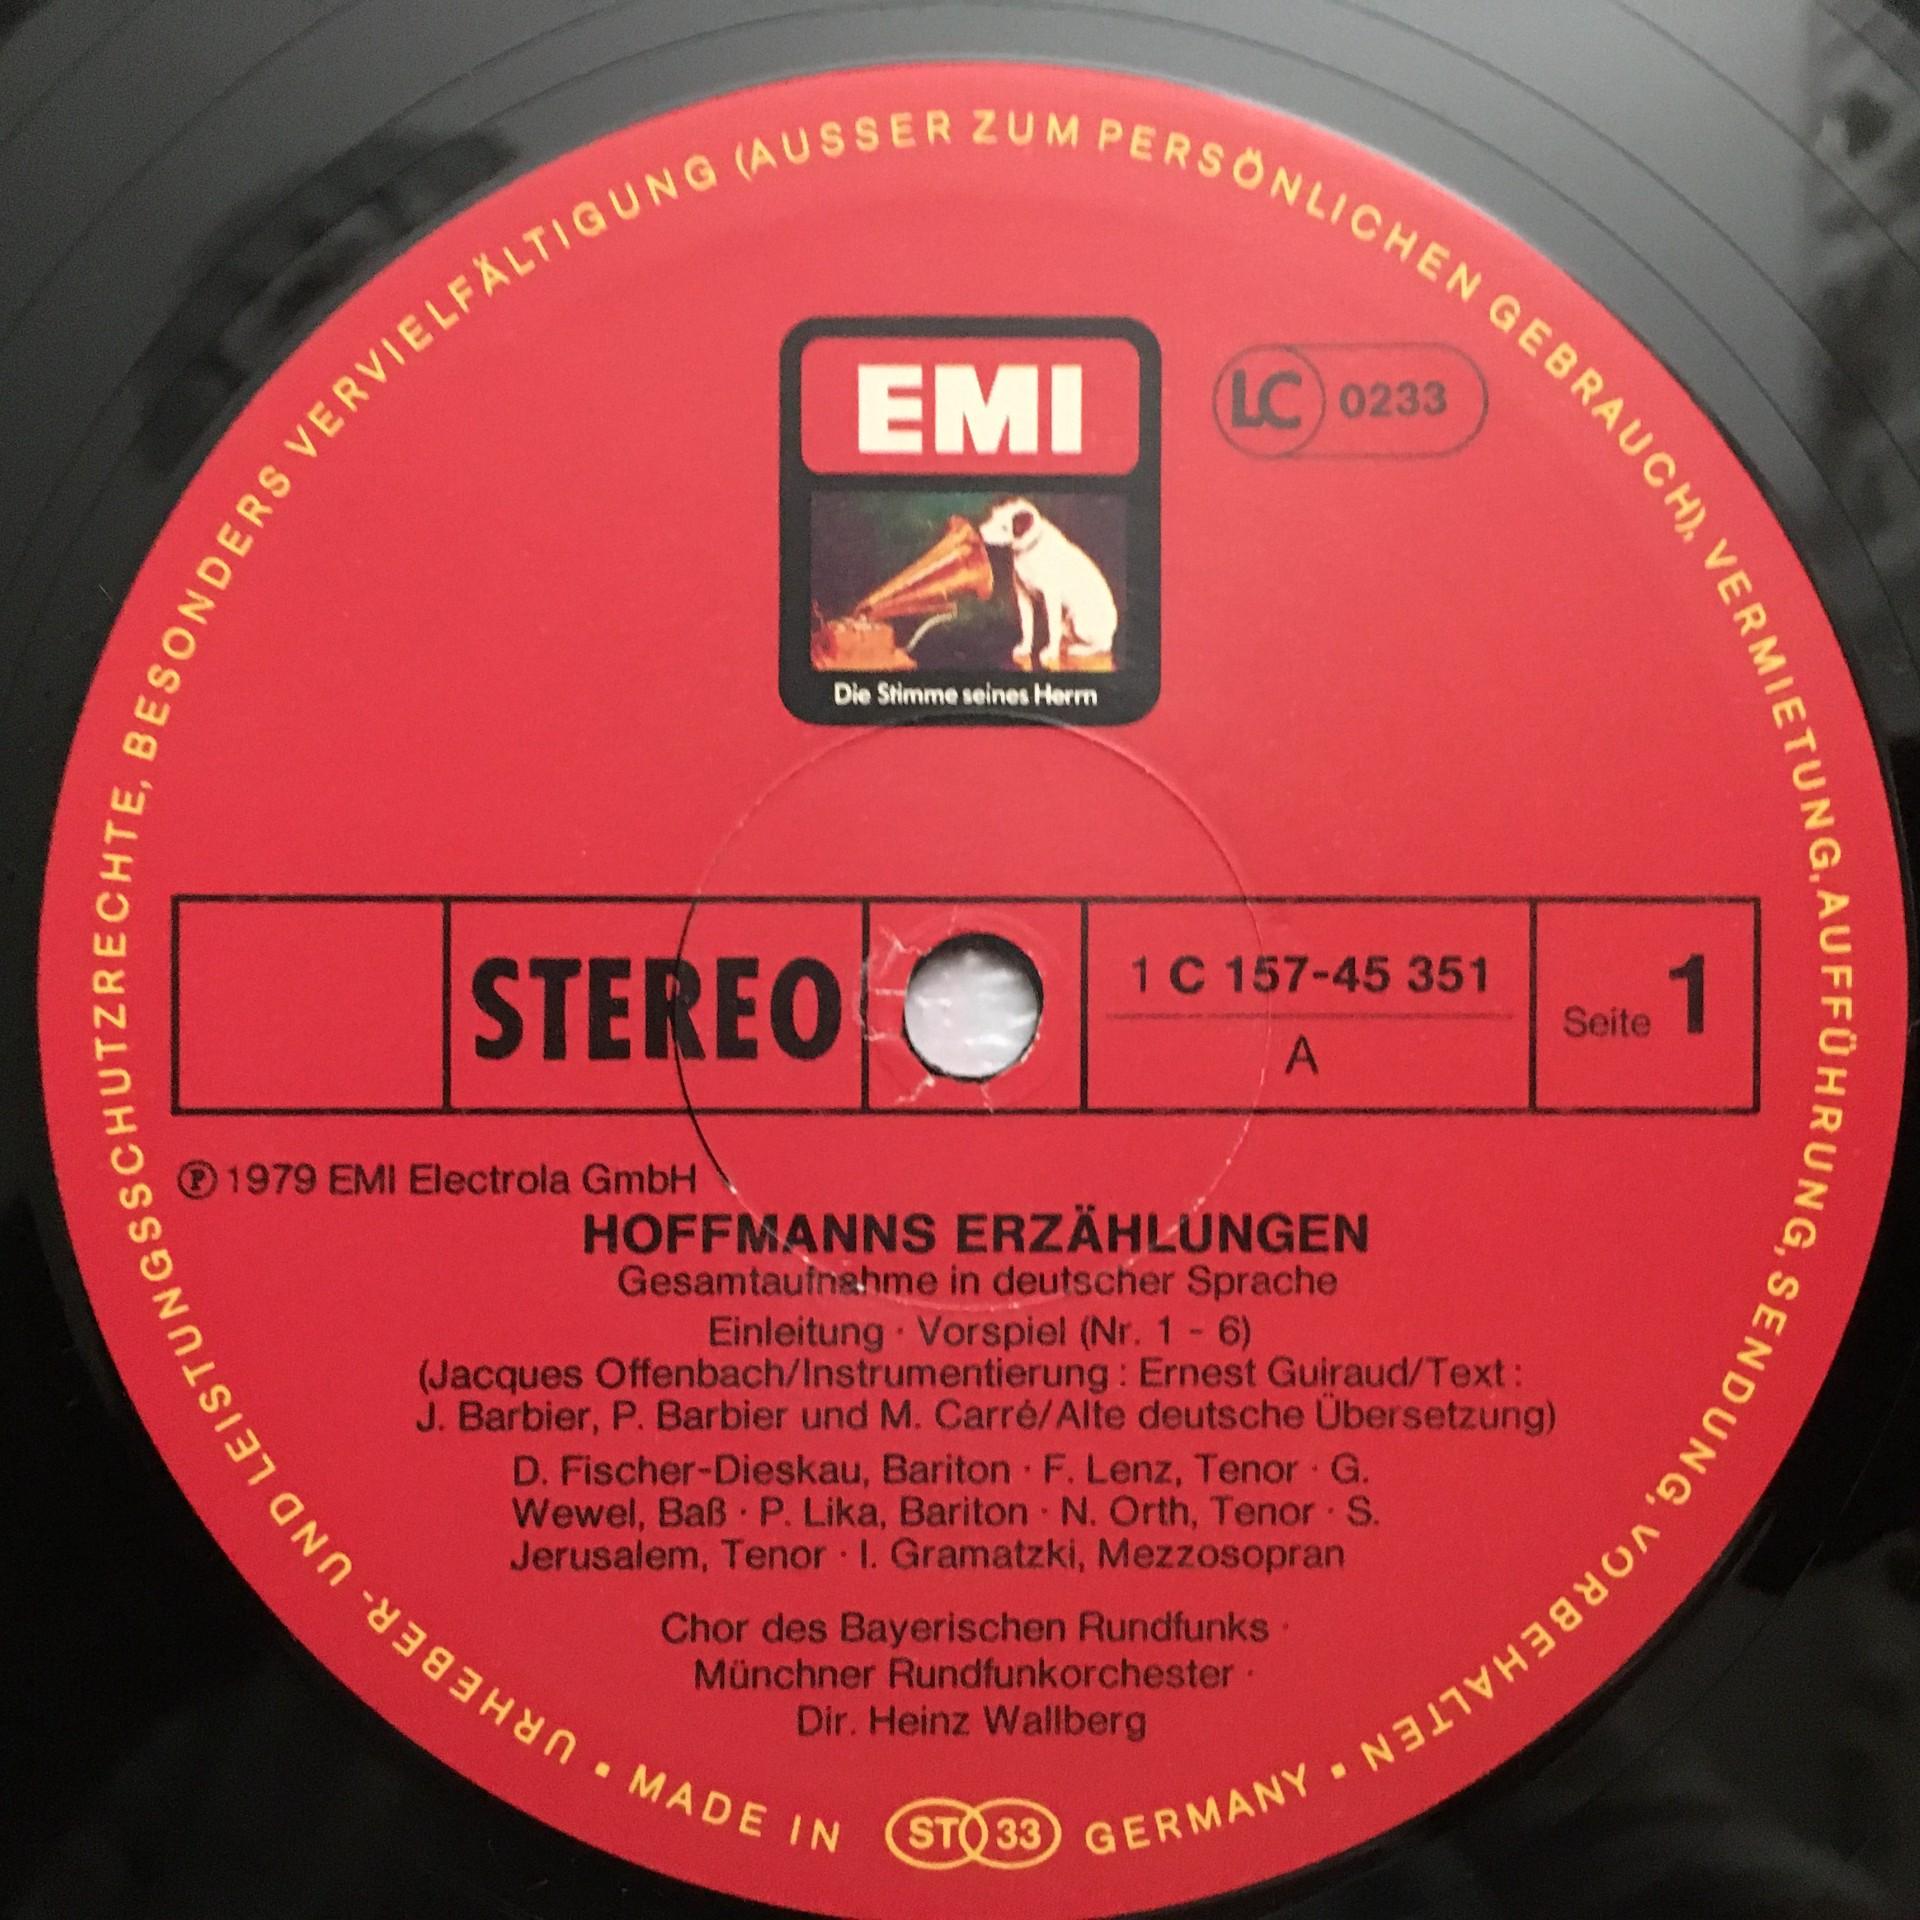 URHEBER- UND LEISTUNGSSCHUTZRECHTE, BESONDERS VERVIELFÄLTIGUNG (AUSSER ZUM PERSÖNLICHEN GEBRAUCH), VERMIETUNG, AUFFÜHRUNG, SENDUNG, VORBEHALTEN
EMI
LC 0233
Die Stimme seines Herrn
STEREO
1 C 157-45 351
A
Seite 1
℗ 1979 EMI Electrola GmbH
HOFFMANNS ERZÄHLUNGEN
Gesamtaufnahme in deutscher Sprache
Einleitung · Vorspiel (Nr. 1 - 6)
(Jacques Offenbach/Instrumentierung : Ernest Guiraud/Text :
J. Barbier, P. Barbier und M. Carré/Alte deutsche Übersetzung)
D. Fischer-Dieskau, Bariton · F. Lenz, Tenor · G.
Wewel, Baß · P. Lika, Bariton · N. Orth, Tenor · S.
Jerusalem, Tenor · I. Gramatzki, Mezzosopran
Chor des Bayerischen Rundfunks ·
Münchner Rundfunkorchester ·
Dir. Heinz Wallberg
• MADE IN ST 33 GERMANY •